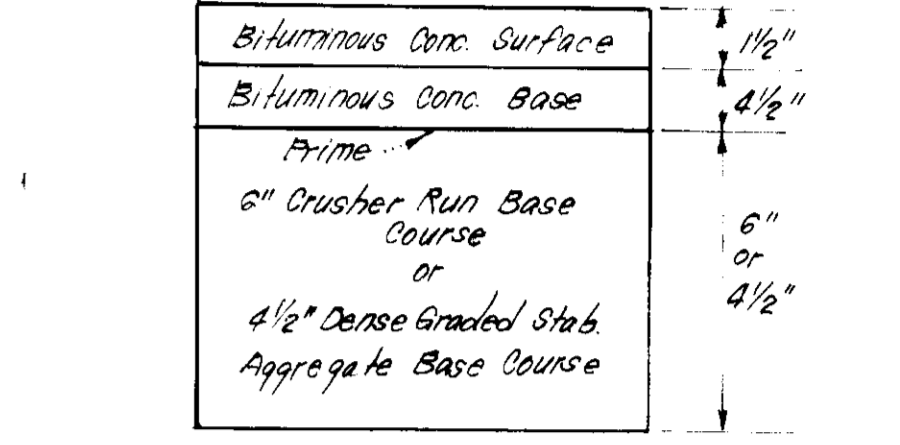 Bituminous Conc. Surface
1½"
Bituminous Conc. Base
4½"
Prime
6" Crusher Run Base
Course
or
4½" Dense Graded Stab.
Aggregate Base Course
6"
or
4½"